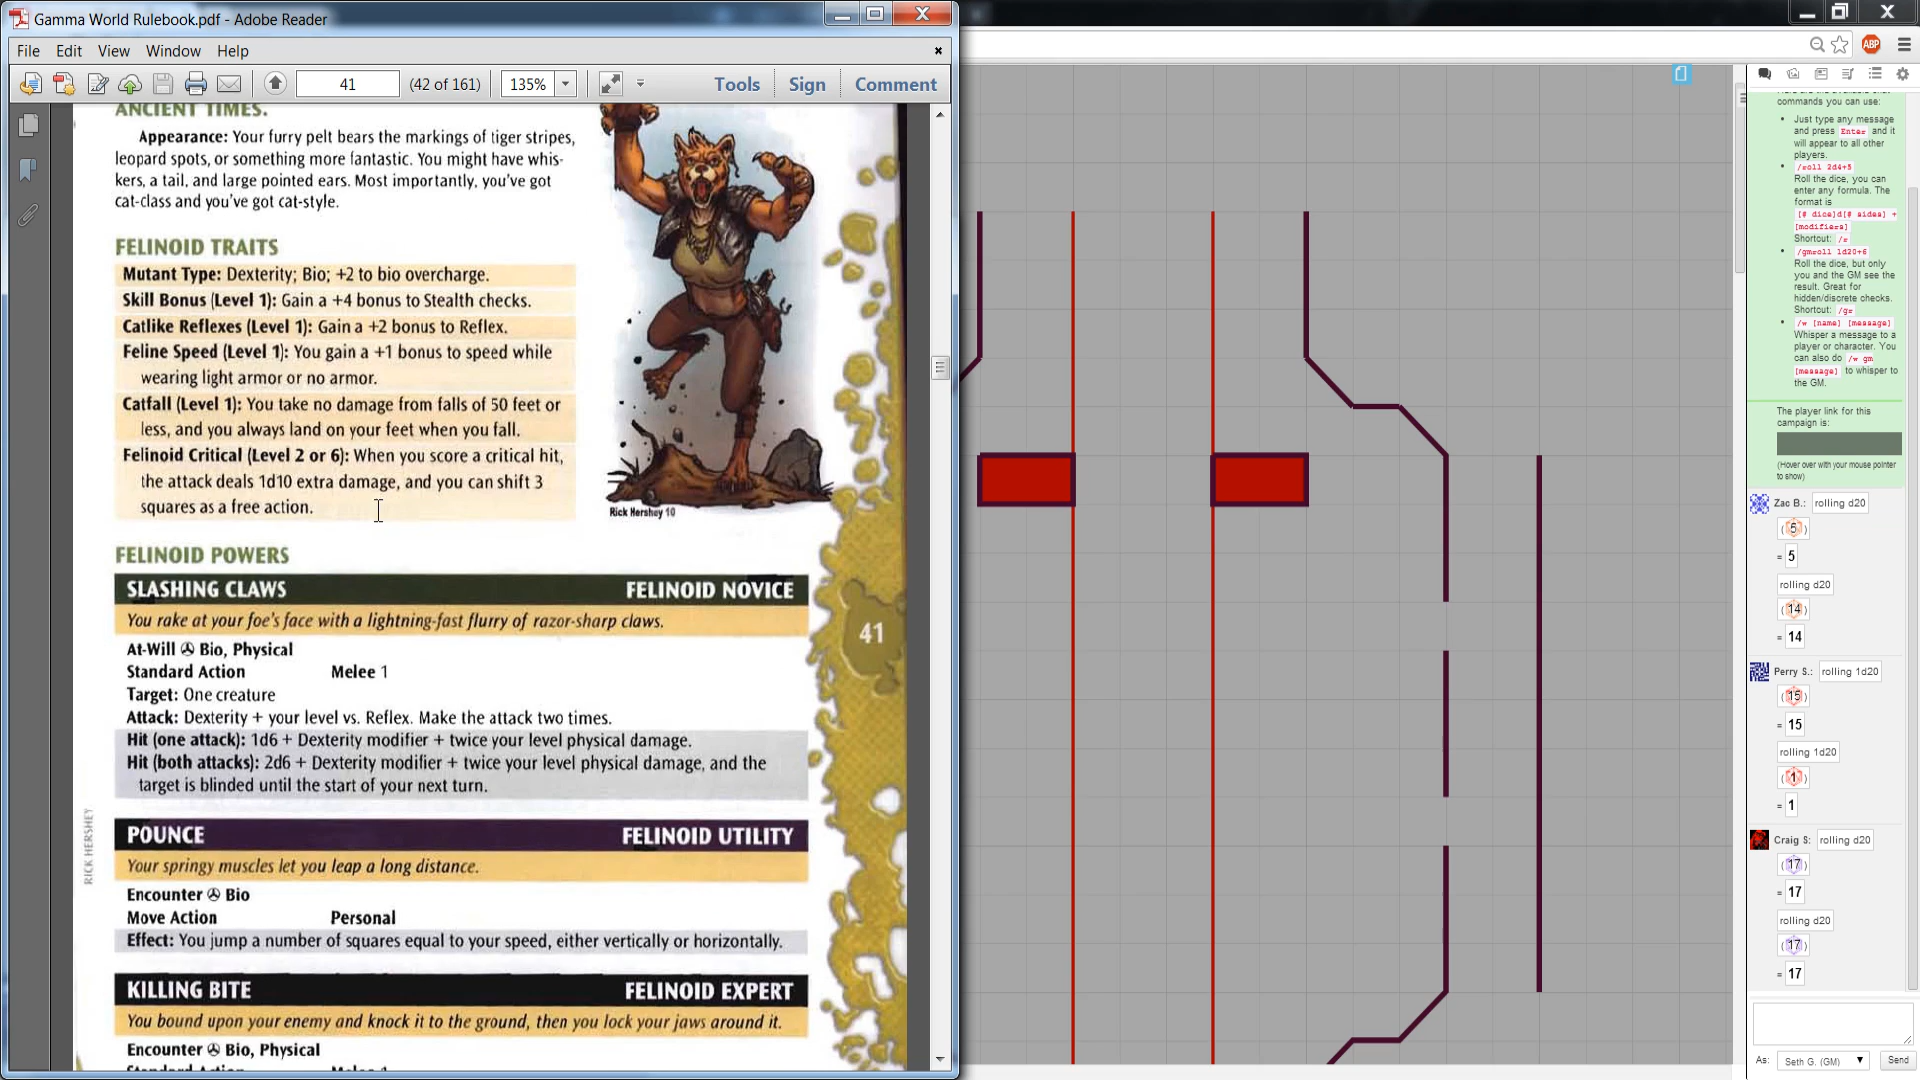 Gamma World Rulebook.pdf - Adobe Reader
File Edit View Window Help
41 (42 of 161) 135% Tools Sign Comment
ANCIENT TIMES.
Appearance: Your furry pelt bears the markings of tiger stripes,
leopard spots, or something more fantastic. You might have whis-
kers, a tail, and large pointed ears. Most importantly, you've got
cat-class and you've got cat-style.
FELINOID TRAITS
Mutant Type: Dexterity; Bio; +2 to bio overcharge.
Skill Bonus (Level 1): Gain a +4 bonus to Stealth checks.
Catlike Reflexes (Level 1): Gain a +2 bonus to Reflex.
Feline Speed (Level 1): You gain a +1 bonus to speed while
wearing light armor or no armor.
Catfall (Level 1): You take no damage from falls of 50 feet or
less, and you always land on your feet when you fall.
Felinoid Critical (Level 2 or 6): When you score a critical hit,
the attack deals 1d10 extra damage, and you can shift 3
squares as a free action.
Rick Hershey 10
FELINOID POWERS
SLASHING CLAWS FELINOID NOVICE
You rake at your foe's face with a lightning-fast flurry of razor-sharp claws.
At-Will Bio, Physical
Standard Action Melee 1
Target: One creature
Attack: Dexterity + your level vs. Reflex. Make the attack two times.
Hit (one attack): 1d6 + Dexterity modifier + twice your level physical damage.
Hit (both attacks): 2d6 + Dexterity modifier + twice your level physical damage, and the
target is blinded until the start of your next turn.
41
RICK HERSHEY
POUNCE FELINOID UTILITY
Your springy muscles let you leap a long distance.
Encounter Bio
Move Action Personal
Effect: You jump a number of squares equal to your speed, either vertically or horizontally.
KILLING BITE FELINOID EXPERT
You bound upon your enemy and knock it to the ground, then you lock your jaws around it.
Encounter Bio, Physical
Standard Action Melee 1
ABP
commands you can use:
Just type any message
and press Enter and it
will appear to all other
players.
/roll 2d4+5
Roll the dice, you can
enter any formula. The
format is
[# dice]d[# sides] +
[modifiers]
Shortcut: /r
/gmroll 1d20+6
Roll the dice, but only
you and the GM see the
result. Great for
hidden/discrete checks.
Shortcut: /gr
/w [name] [message]
Whisper a message to a
player or character. You
can also do /w gm
[message] to whisper to
the GM.
The player link for this
campaign is:
(Hover over with your mouse pointer
to show)
Zac B.: rolling d20
(5)
= 5
rolling d20
(14)
= 14
Perry S.: rolling 1d20
(15)
= 15
rolling 1d20
(1)
= 1
Craig S: rolling d20
(17)
= 17
rolling d20
(17)
= 17
As: Seth G. (GM) Send